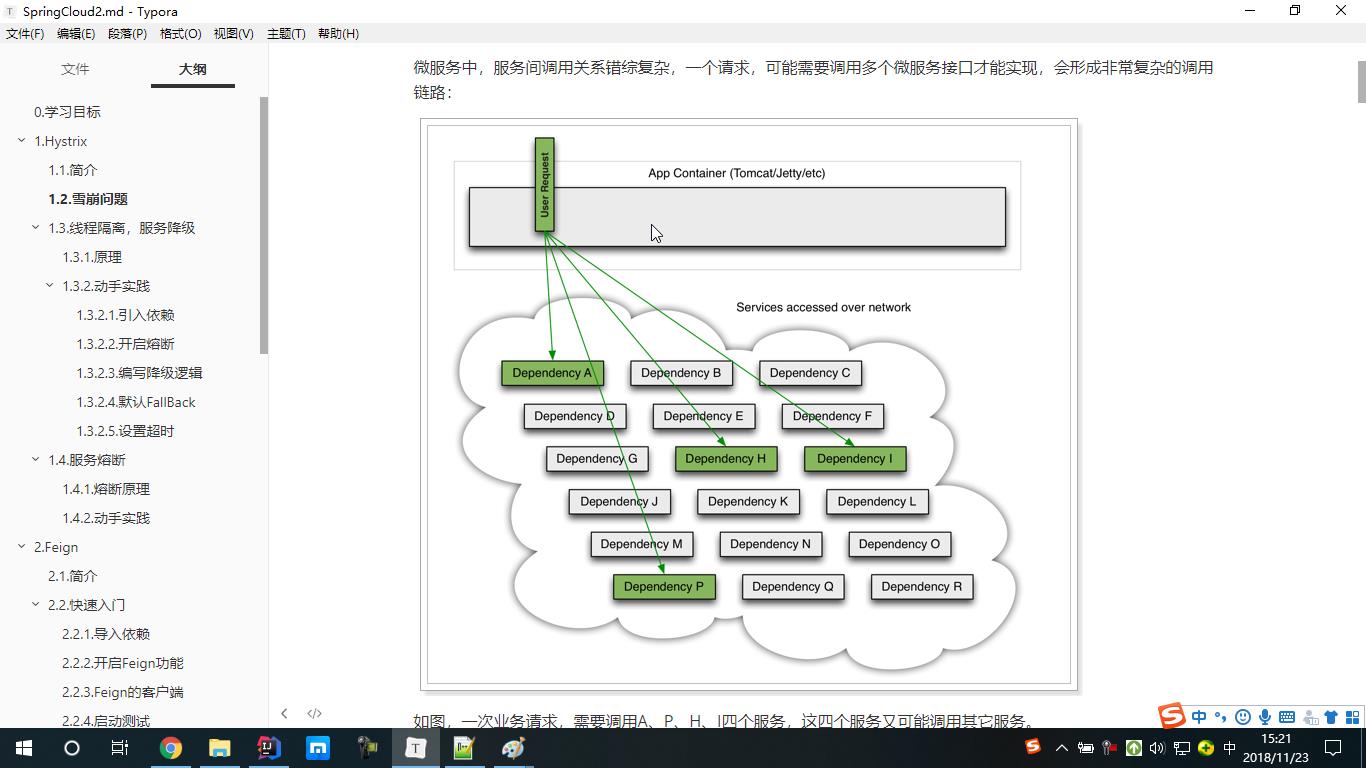 SpringCloud2.md - Typora
文件(F) 编辑(E) 段落(P) 格式(O) 视图(V) 主题(T) 帮助(H)
文件 大纲
0.学习目标
1.Hystrix
1.1.简介
1.2.雪崩问题
1.3.线程隔离，服务降级
1.3.1.原理
1.3.2.动手实践
1.3.2.1.引入依赖
1.3.2.2.开启熔断
1.3.2.3.编写降级逻辑
1.3.2.4.默认FallBack
1.3.2.5.设置超时
1.4.服务熔断
1.4.1.熔断原理
1.4.2.动手实践
2.Feign
2.1.简介
2.2.快速入门
2.2.1.导入依赖
2.2.2.开启Feign功能
2.2.3.Feign的客户端
2.2.4.启动测试
微服务中，服务间调用关系错综复杂，一个请求，可能需要调用多个微服务接口才能实现，会形成非常复杂的调用
链路：
User Request
App Container (Tomcat/Jetty/etc)
Services accessed over network
Dependency A Dependency B Dependency C
Dependency D Dependency E Dependency F
Dependency G Dependency H Dependency I
Dependency J Dependency K Dependency L
Dependency M Dependency N Dependency O
Dependency P Dependency Q Dependency R
如图，一次业务请求，需要调用A、P、H、I四个服务，这四个服务又可能调用其它服务。
中
中
15:21
2018/11/23